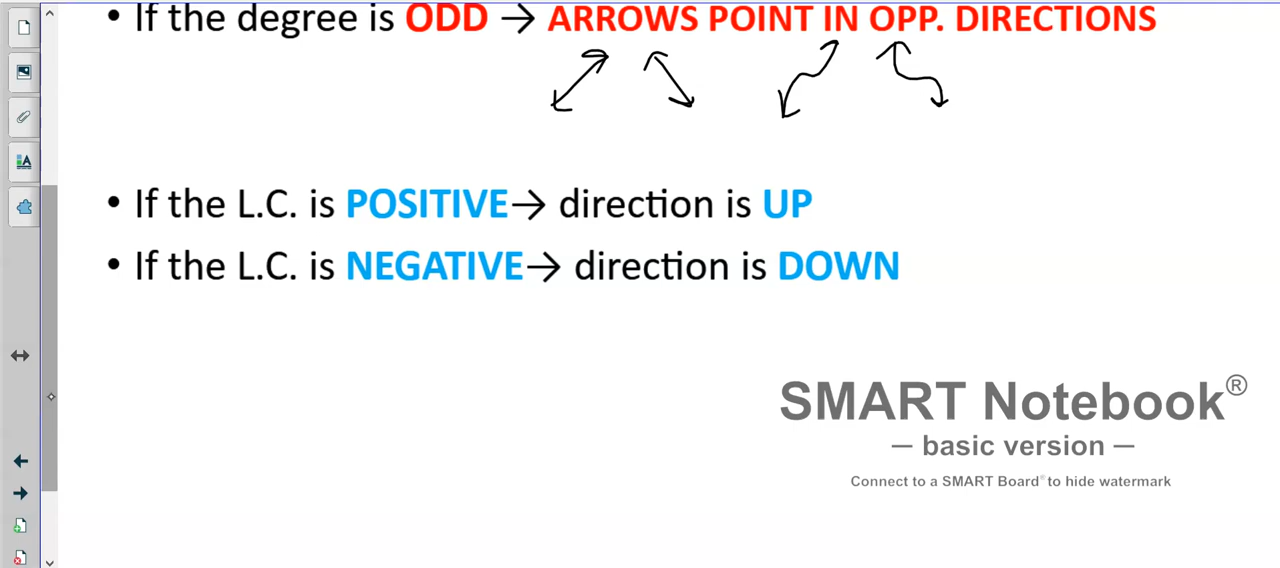 • If the degree is ODD → ARROWS POINT IN OPP. DIRECTIONS
• If the L.C. is POSITIVE→ direction is UP
• If the L.C. is NEGATIVE→ direction is DOWN
SMART Notebook®
— basic version —
Connect to a SMART Board® to hide watermark